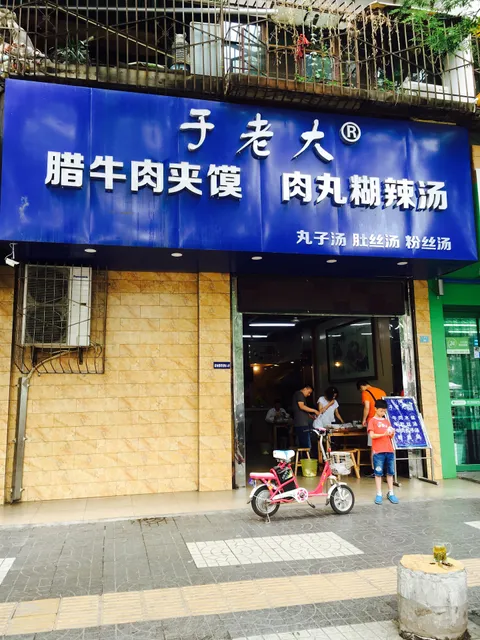 于老大®
腊牛肉夹馍 肉丸糊辣汤
丸子汤 肚丝汤 粉丝汤